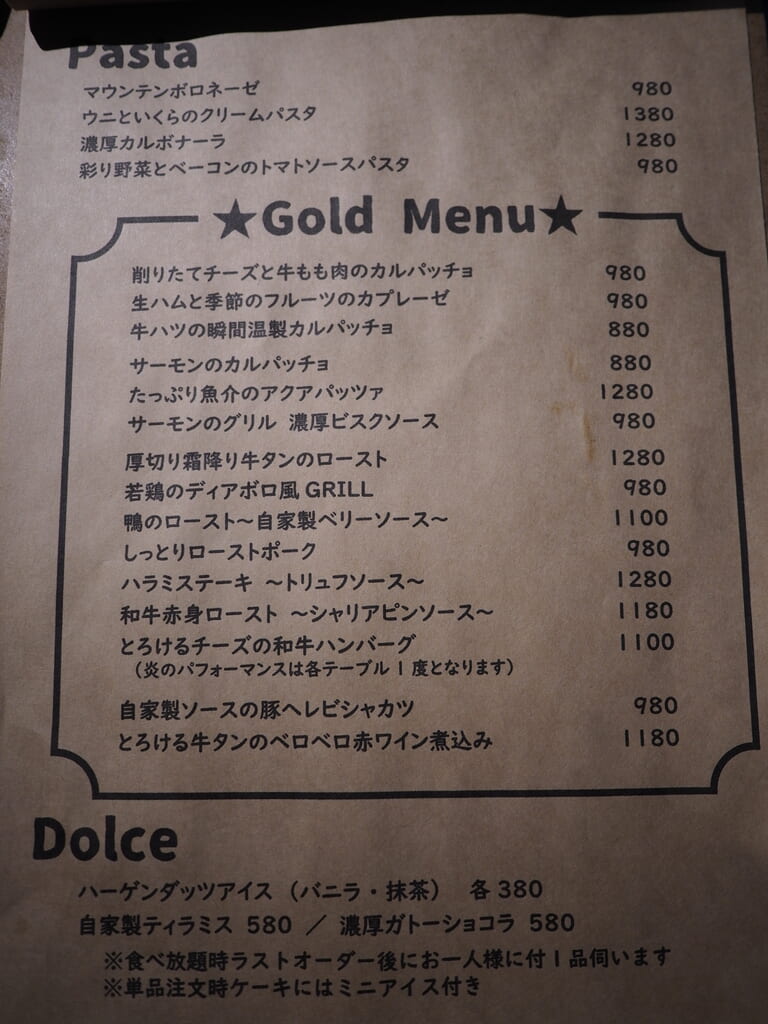 Pasta
マウンテンボロネーゼ 980
ウニといくらのクリームパスタ 1380
濃厚カルボナーラ 1280
彩り野菜とベーコンのトマトソースパスタ 980
★Gold Menu★
削りたてチーズと牛もも肉のカルパッチョ 980
生ハムと季節のフルーツのカプレーゼ 980
牛ハツの瞬間温製カルパッチョ 880
サーモンのカルパッチョ 880
たっぷり魚介のアクアパッツァ 1280
サーモンのグリル 濃厚ビスクソース 980
厚切り霜降り牛タンのロースト 1280
若鶏のディアボロ風GRILL 980
鴨のロースト～自家製ベリーソース～ 1100
しっとりローストポーク 980
ハラミステーキ ～トリュフソース～ 1280
和牛赤身ロースト ～シャリアピンソース～ 1180
とろけるチーズの和牛ハンバーグ 1100
（炎のパフォーマンスは各テーブル1度となります）
自家製ソースの豚ヘレビシャカツ 980
とろける牛タンのベロベロ赤ワイン煮込み 1180
Dolce
ハーゲンダッツアイス （バニラ・抹茶） 各380
自家製ティラミス 580 ／ 濃厚ガトーショコラ 580
※食べ放題時ラストオーダー後にお一人様に付1品伺います
※単品注文時ケーキにはミニアイス付き